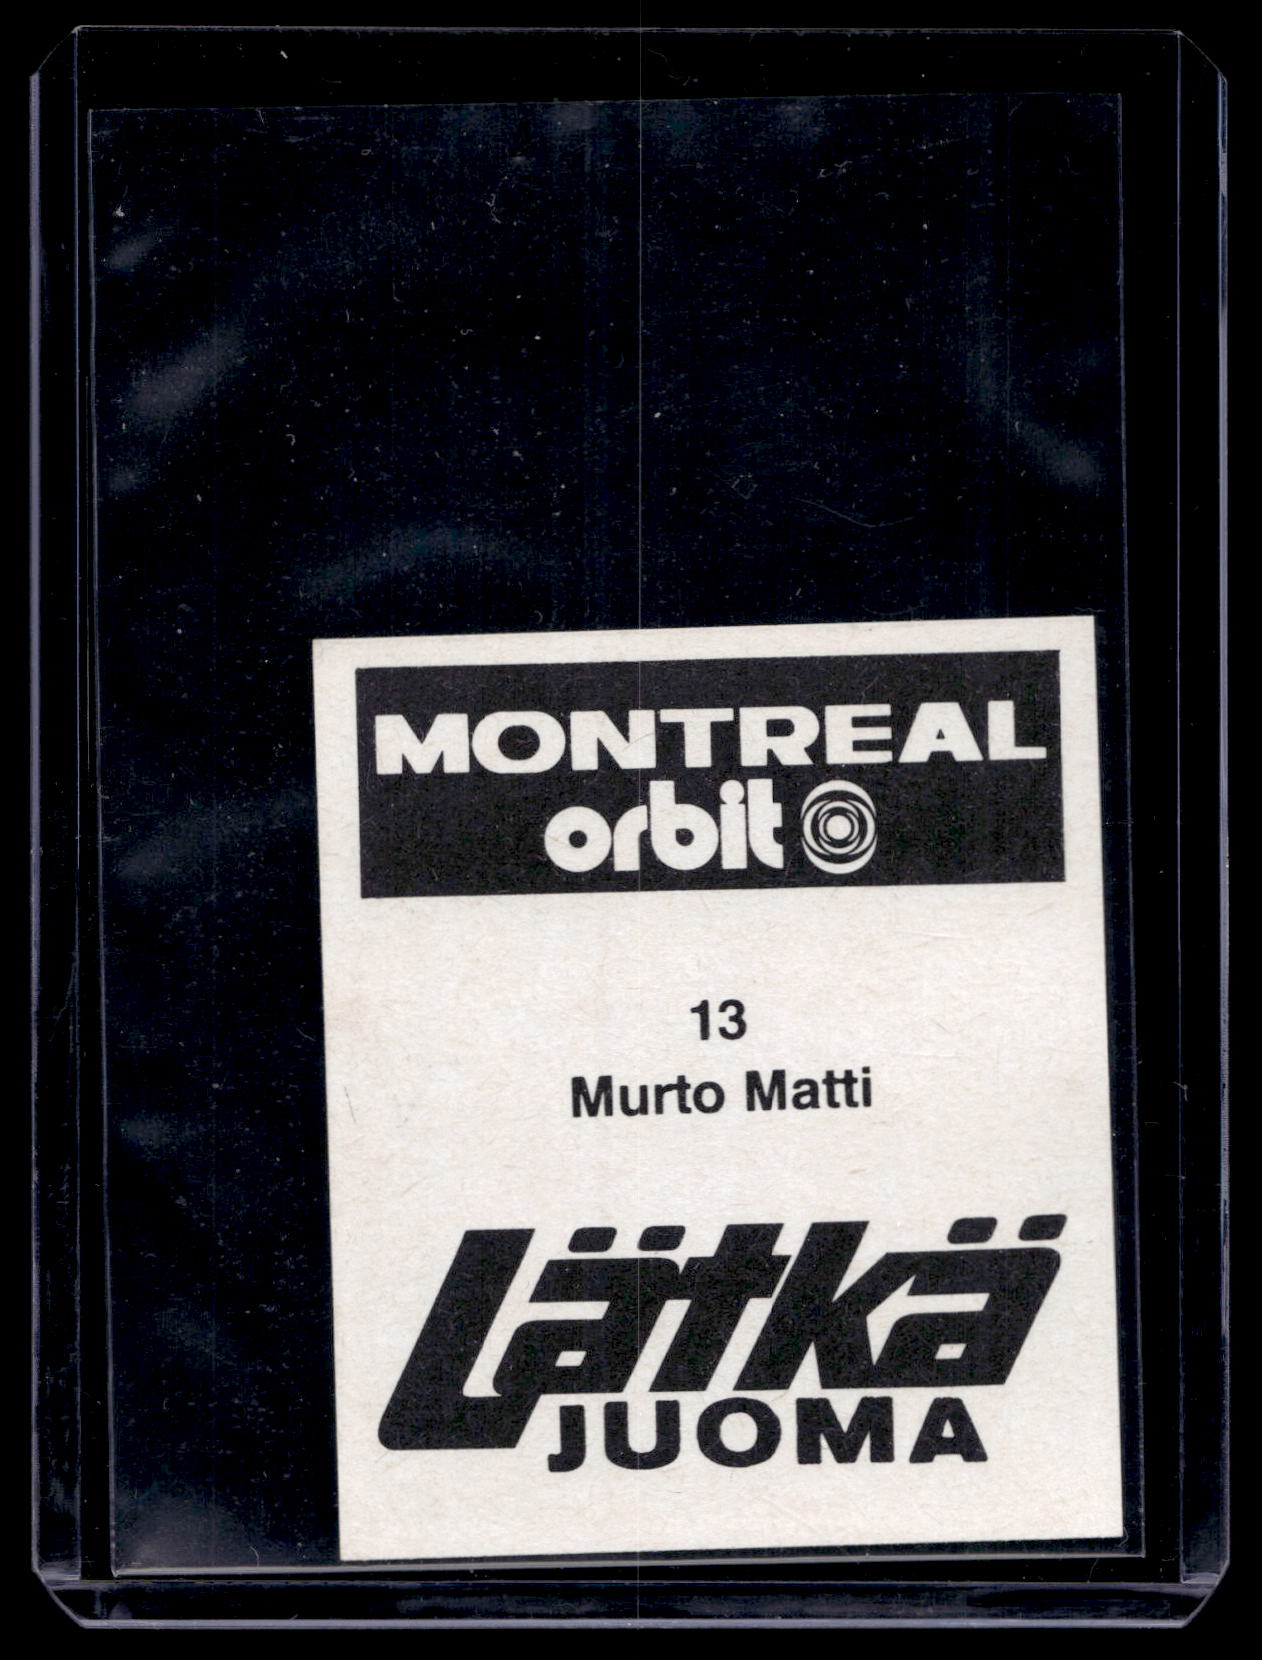 MONTREAL
orbit
13
Murto Matti
Lätkä
JUOMA